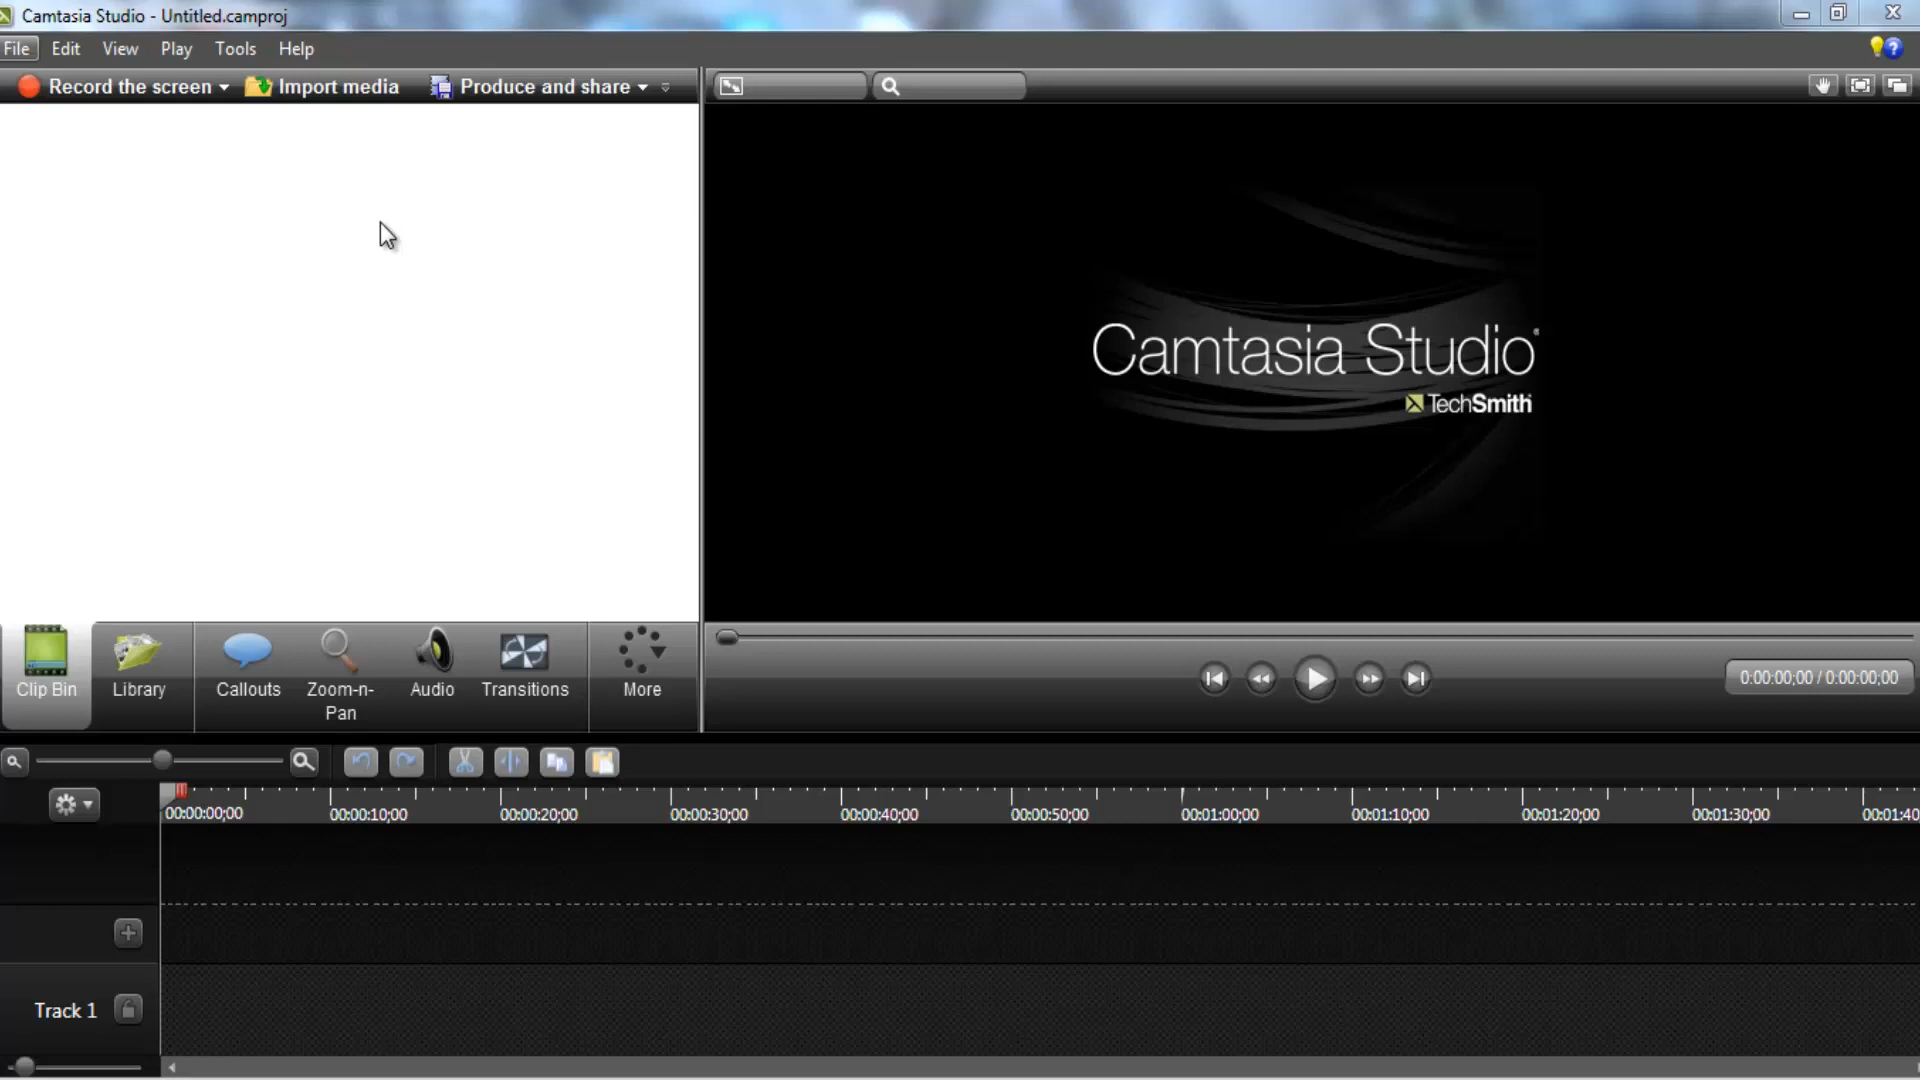 Camtasia Studio - Untitled.camproj
File Edit View Play Tools Help
Record the screen Import media Produce and share
Camtasia Studio®
TechSmith
Clip Bin Library Callouts Zoom-n-Pan Audio Transitions More
0:00:00;00 / 0:00:00;00
00:00:00;00 00:00:10;00 00:00:20;00 00:00:30;00 00:00:40;00 00:00:50;00 00:01:00;00 00:01:10;00 00:01:20;00 00:01:30;00 00:01:40
Track 1